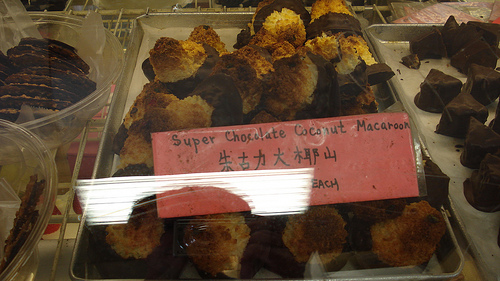 Super Chocolate Coconut Macaroon
朱古力大椰山
EACH